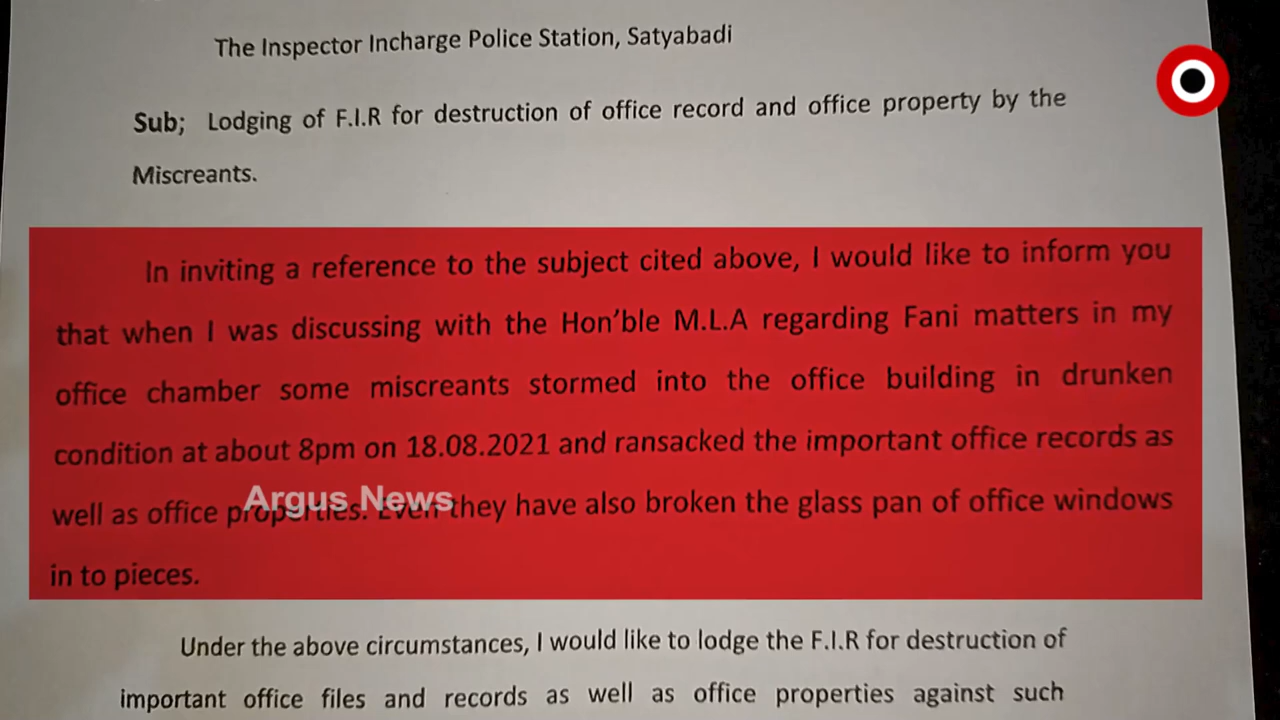 The Inspector Incharge Police Station, Satyabadi
Sub; Lodging of F.I.R for destruction of office record and office property by the
Miscreants.
In inviting a reference to the subject cited above, I would like to inform you
that when I was discussing with the Hon'ble M.L.A regarding Fani matters in my
office chamber some miscreants stormed into the office building in drunken
condition at about 8pm on 18.08.2021 and ransacked the important office records as
well as office properties. Even they have also broken the glass pan of office windows
in to pieces.
Argus News
Under the above circumstances, I would like to lodge the F.I.R for destruction of
important office files and records as well as office properties against such